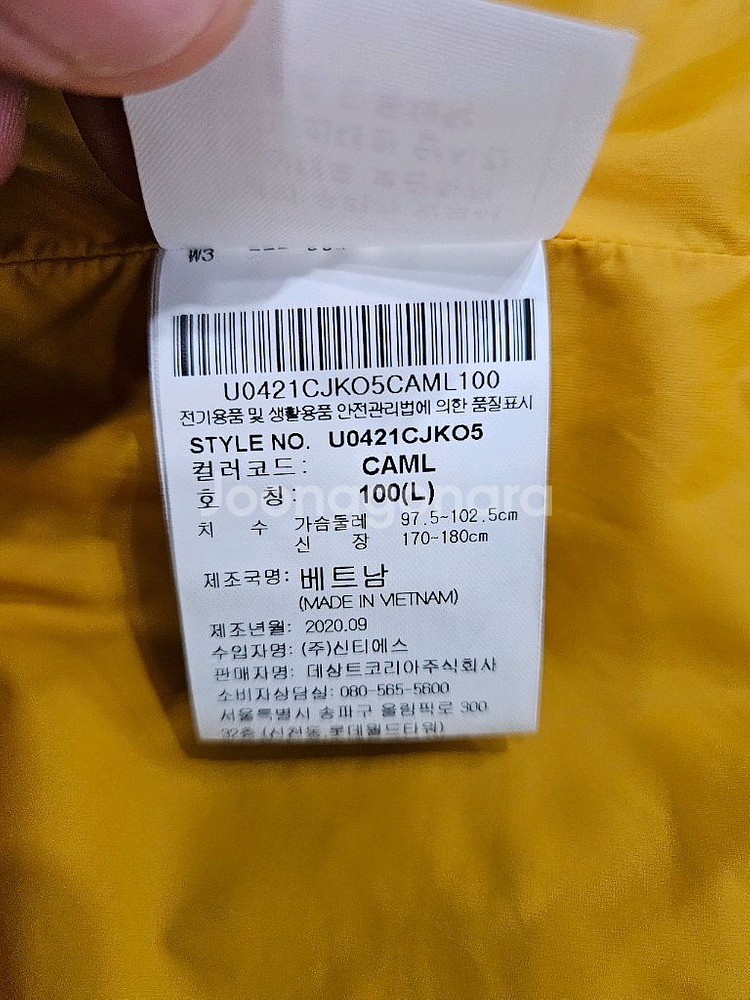 W3
U0421CJKO5CAML100
전기용품 및 생활용품 안전관리법에 의한 품질표시
STYLE NO. U0421CJKO5
컬러코드: CAML
호 칭: 100(L)
Joonggonara
치 수 가슴둘레 97.5~102.5cm
신 장 170~180cm
제조국명: 베트남
(MADE IN VIETNAM)
제조년월: 2020.09
수입자명: (주)신티에스
판매자명: 데상트코리아주식회사
소비자상담실: 080-565-5600
서울특별시 송파구 올림픽로 300
32층 (신천동,롯데월드타워)